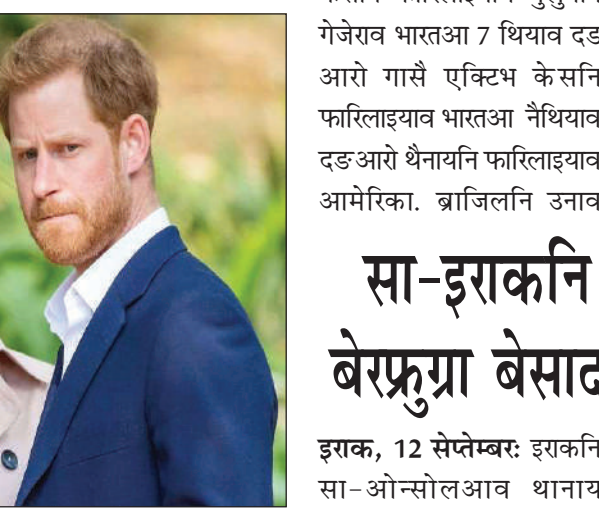 गेजेराव भारतआ 7 थियाव दङ
आरो गासै एक्टिभ केसनि
फारिलाइयाव भारतआ नैथियाव
दङआरो थैनायनि फारिलाइयाव
आमेरिका. ब्राजिलनि उनाव
सा-इराकनि
बेरफ्रुग्रा
इराक, 12 सेप्तेम्बर: इराकनि
सा-ओन्सोलआव थानाय